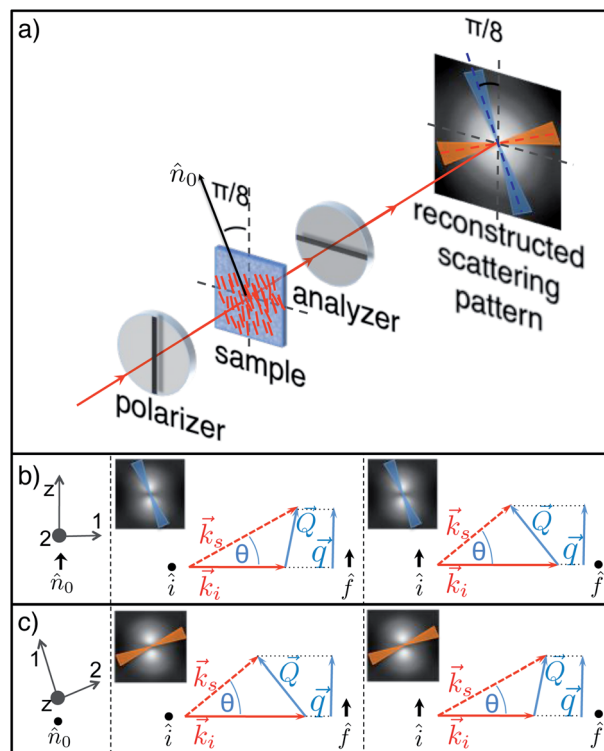 a)
π/8
n̂₀
π/8
analyzer
reconstructed
scattering
pattern
sample
polarizer
b)
z
2
1
n̂₀
k⃗ₛ
θ
Q⃗
q⃗
î
k⃗ᵢ
f̂
k⃗ₛ
θ
Q⃗
q⃗
î
k⃗ᵢ
f̂
c)
1
2
z
n̂₀
k⃗ₛ
θ
Q⃗
q⃗
î
k⃗ᵢ
f̂
k⃗ₛ
θ
Q⃗
q⃗
î
k⃗ᵢ
f̂